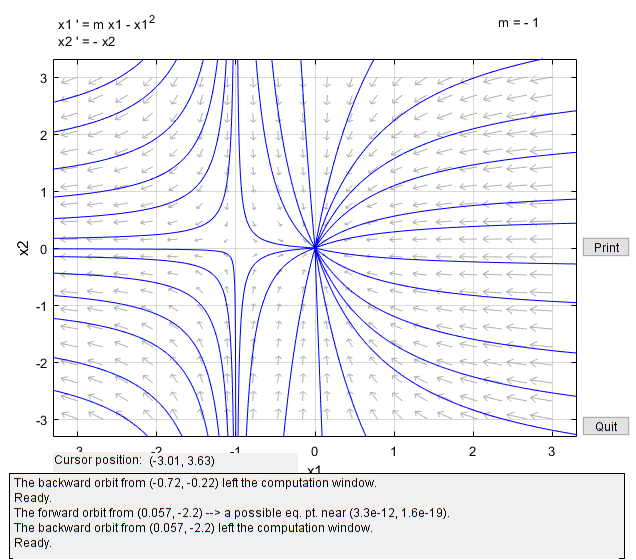 x1 ' = m x1 - x1²
m = - 1
x2 ' = - x2
3
2
1
0
-1
-2
-3
x2
Print
Quit
-3
-2
-1
0
1
2
3
x1
Cursor position: (-3.01, 3.63)
The backward orbit from (-0.72, -0.22) left the computation window.
Ready.
The forward orbit from (0.057, -2.2) --> a possible eq. pt. near (3.3e-12, 1.6e-19).
The backward orbit from (0.057, -2.2) left the computation window.
Ready.